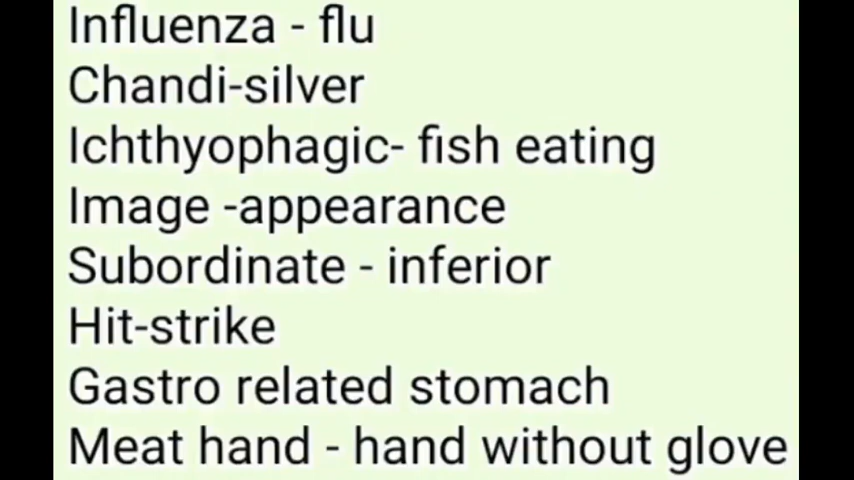 Influenza - flu
Chandi-silver
Ichthyophagic- fish eating
Image -appearance
Subordinate - inferior
Hit-strike
Gastro related stomach
Meat hand - hand without glove